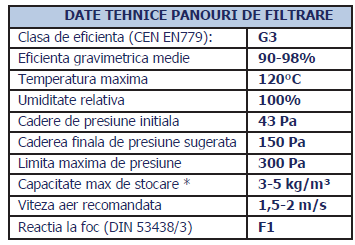 DATE TEHNICE PANOURI DE FILTRARE
Clasa de eficienta (CEN EN779): G3
Eficienta gravimetrica medie 90-98%
Temperatura maxima 120ºC
Umiditate relativa 100%
Cadere de presiune initiala 43 Pa
Caderea finala de presiune sugerata 150 Pa
Limita maxima de presiune 300 Pa
Capacitate max de stocare * 3-5 kg/m³
Viteza aer recomandata 1,5-2 m/s
Reactia la foc (DIN 53438/3) F1